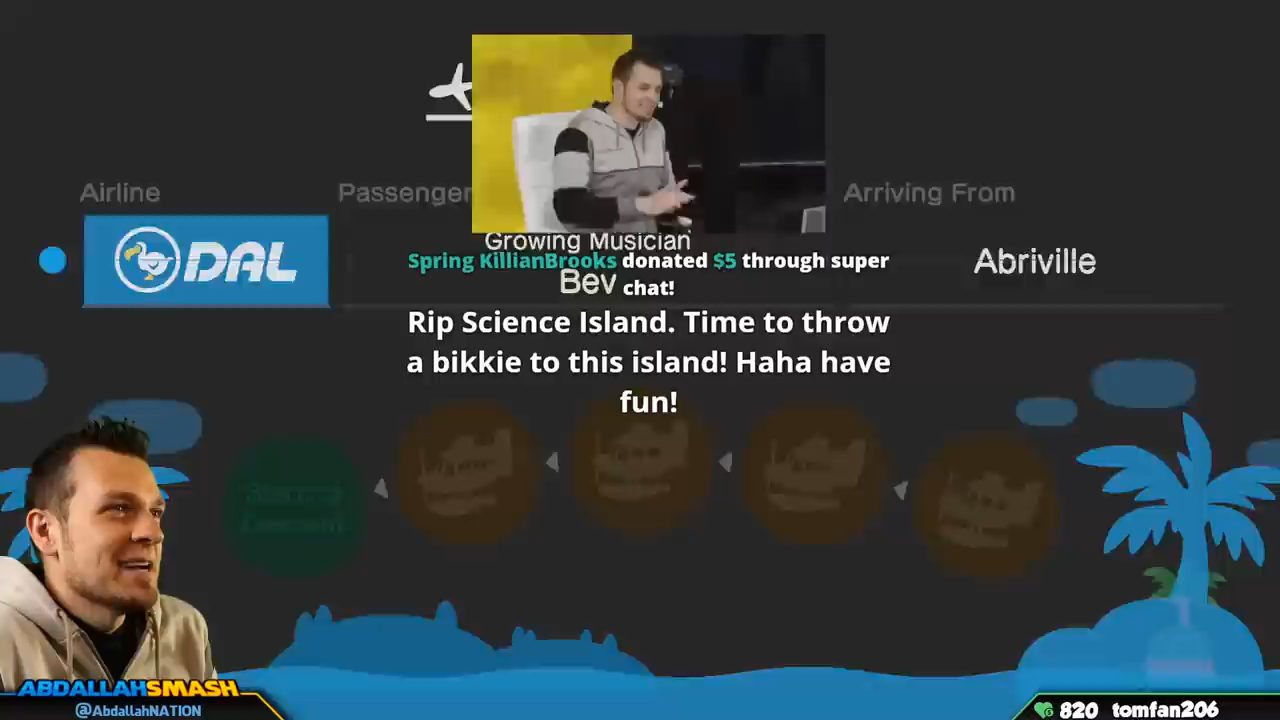 Airline
Passenger
Arriving From
DAL
Growing Musician
Bev
Abriville
Spring KillianBrooks donated $5 through super
chat!
Rip Science Island. Time to throw
a bikkie to this island! Haha have
fun!
ABDALLAHSMASH
@AbdallahNATION
820 tomfan206